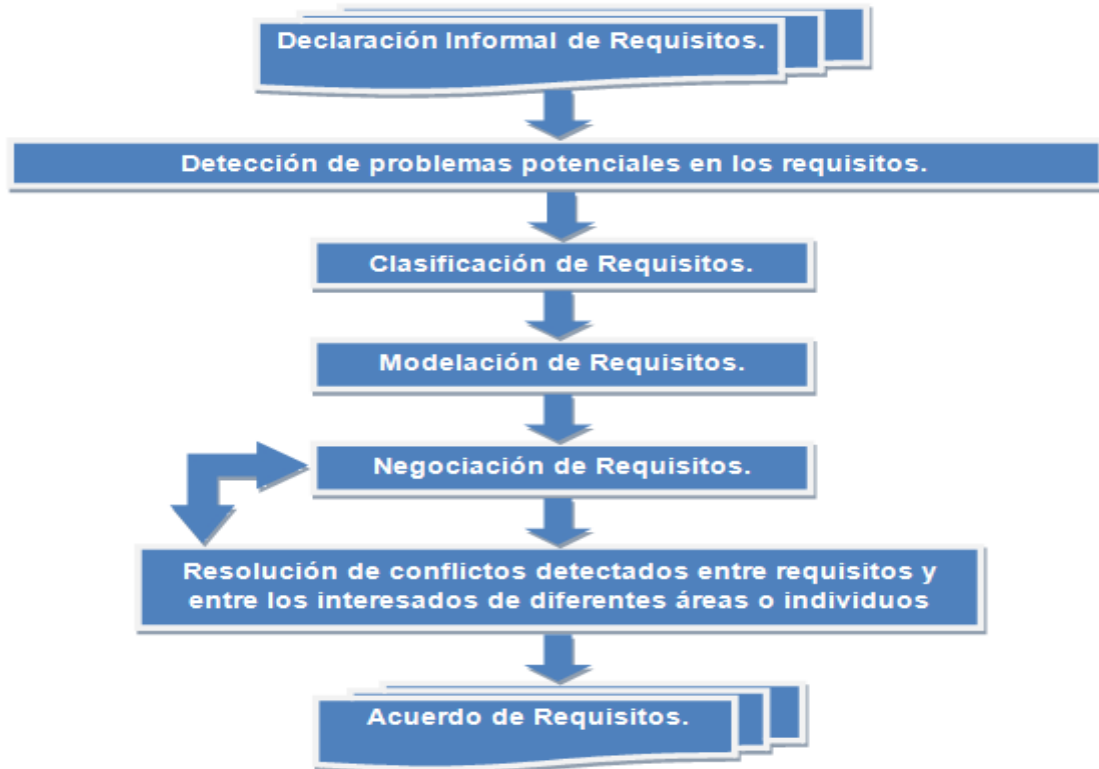 Declaración Informal de Requisitos.
Detección de problemas potenciales en los requisitos.
Clasificación de Requisitos.
Modelación de Requisitos.
Negociación de Requisitos.
Resolución de conflictos detectados entre requisitos y
entre los interesados de diferentes áreas o individuos
Acuerdo de Requisitos.